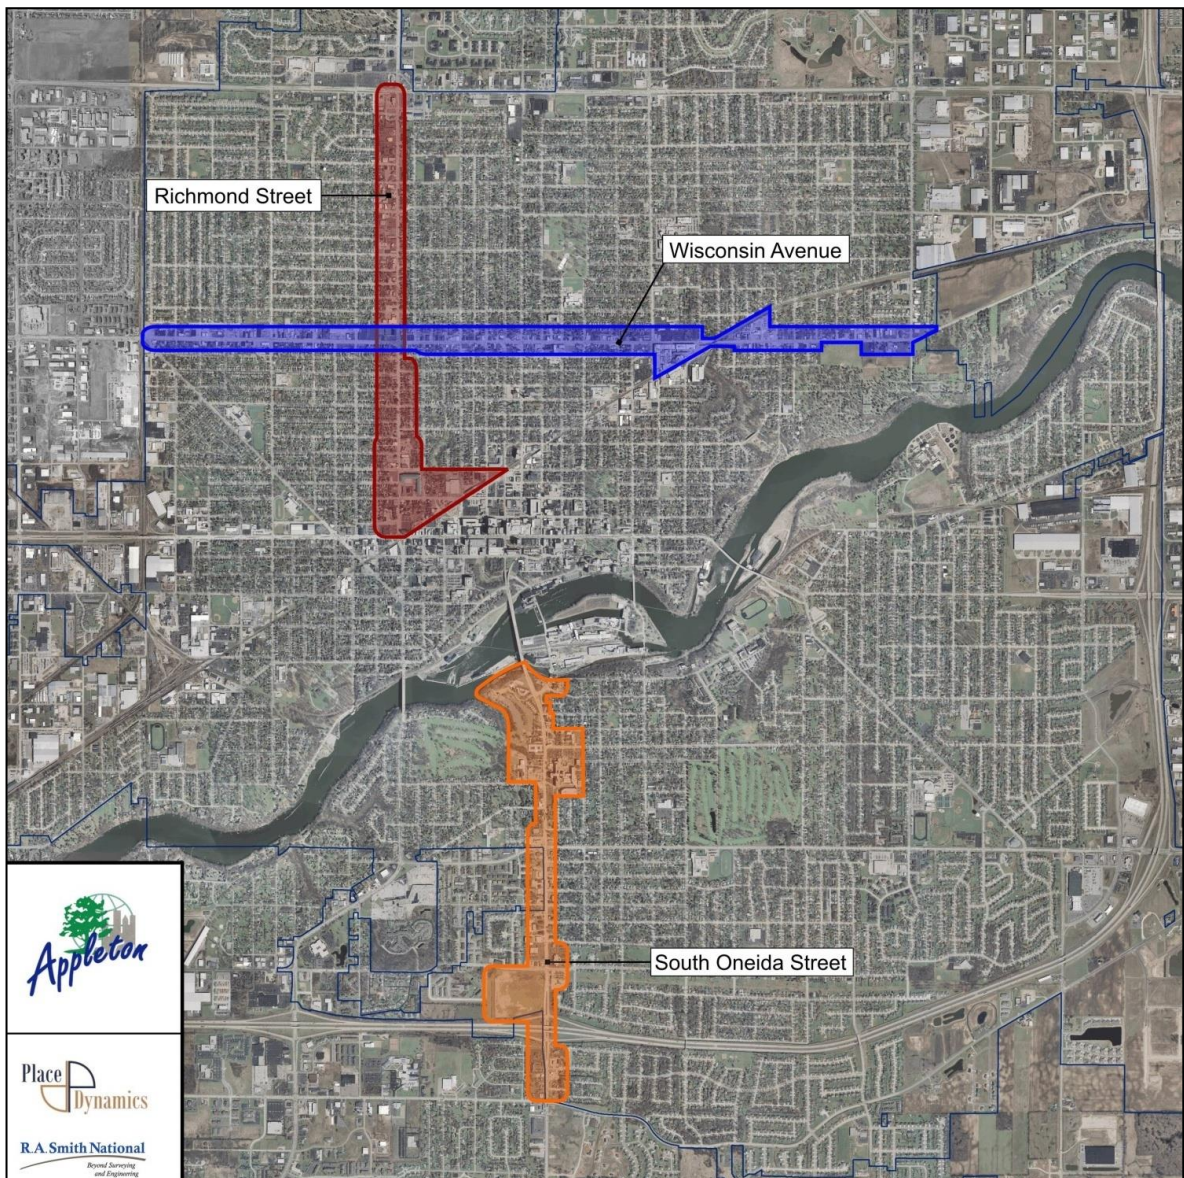 Richmond Street
Wisconsin Avenue
South Oneida Street
Appleton
Place
Dynamics
R.A. Smith National
Beyond Surveying
and Engineering